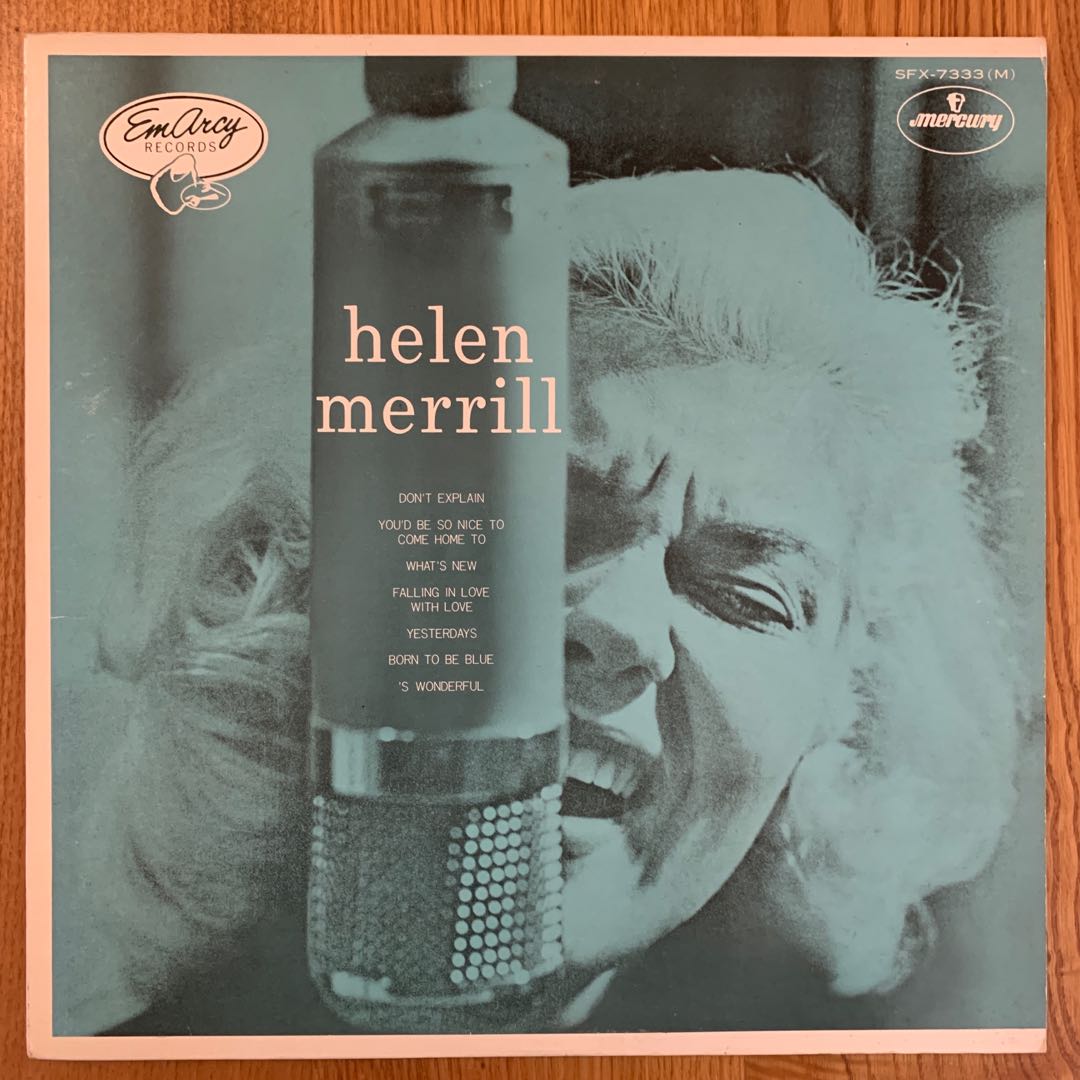 SFX-7333(M)
EmArcy
RECORDS
mercury
helen
merrill
DON'T EXPLAIN
YOU'D BE SO NICE TO
COME HOME TO
WHAT'S NEW
FALLING IN LOVE
WITH LOVE
YESTERDAYS
BORN TO BE BLUE
'S WONDERFUL